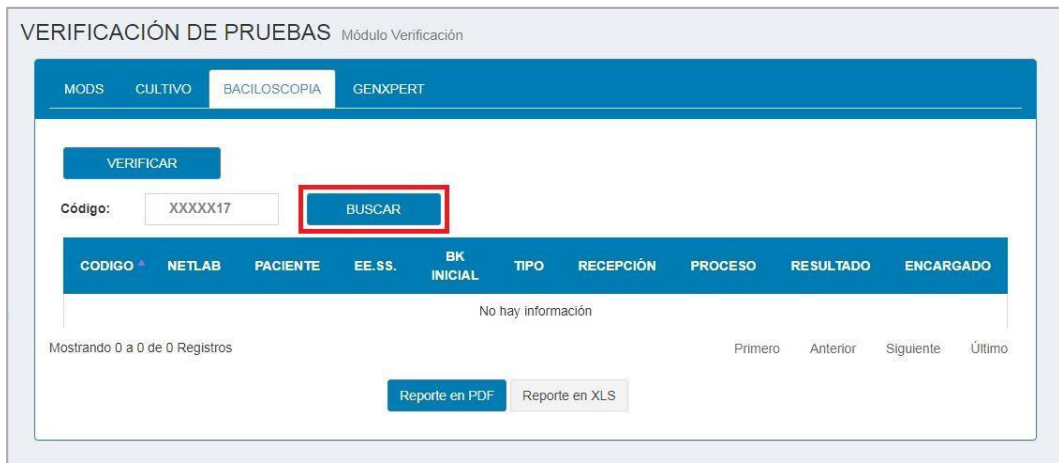 VERIFICACIÓN DE PRUEBAS Módulo Verificación
MODS CULTIVO BACILOSCOPIA GENXPERT
VERIFICAR
Código: XXXXX17 BUSCAR
CODIGO NETLAB PACIENTE EE.SS. BK INICIAL TIPO RECEPCIÓN PROCESO RESULTADO ENCARGADO
No hay información
Mostrando 0 a 0 de 0 Registros Primero Anterior Siguiente Último
Reporte en PDF Reporte en XLS